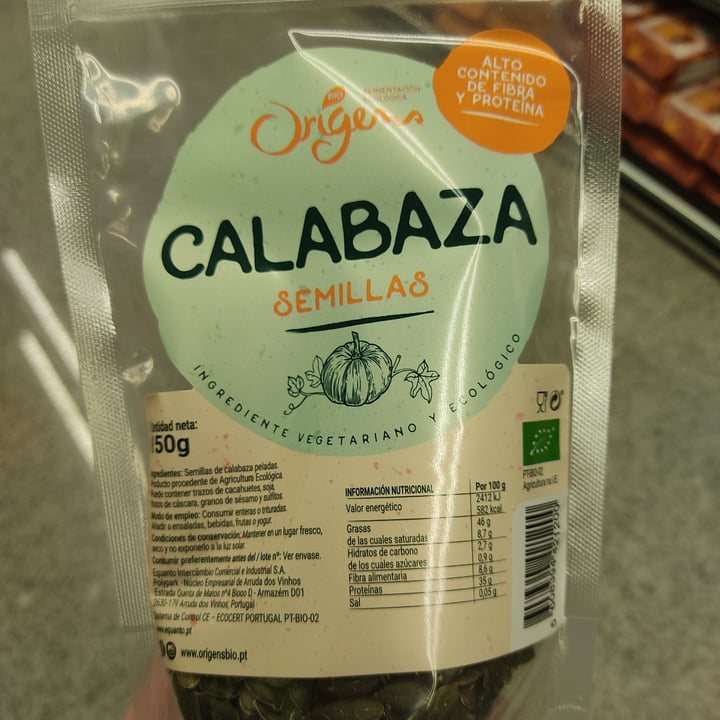 ALTO
CONTENIDO
DE FIBRA
Y PROTEÍNA
BIO
ALIMENTACIÓN
ECOLÓGICA
Origens
CALABAZA
SEMILLAS
INGREDIENTE VEGETARIANO Y ECOLÓGICO
neta:
150g
Ingredientes: Semillas de calabaza peladas.
Producto procedente de Agricultura Ecológica.
Puede contener trazos de cacahuetes, soja,
frutos de cáscara, granos de sésamo y sulfitos.
Modo de empleo: Consumir enteras o trituradas.
Añadir a ensaladas, bebidas, frutas o yogur.
Condiciones de conservación: Mantener en un lugar fresco,
seco y no exponerlo a la luz solar.
Consumir preferentemente antes del / lote nº: Ver envase.
Equanto Intercâmbio Comercial e Industrial S.A.
Polypark - Núcleo Empresarial de Arruda dos Vinhos
Estrada Quinta de Matos nº4 Bloco D - Armazém D01
2630-179 Arruda dos Vinhos, Portugal
Sistema de Control CE - ECOCERT PORTUGAL PT-BIO-02
www.equanto.pt
www.origensbio.pt
INFORMACIÓN NUTRICIONAL Por 100 g
Valor energético 2412 kJ
582 kcal
Grasas 46 g
de las cuales saturadas 8,7 g
Hidratos de carbono 2,7 g
de los cuales azúcares 0,9 g
Fibra alimentaria 8,6 g
Proteínas 35 g
Sal 0,05 g
PT-BIO-02
Agricultura no UE